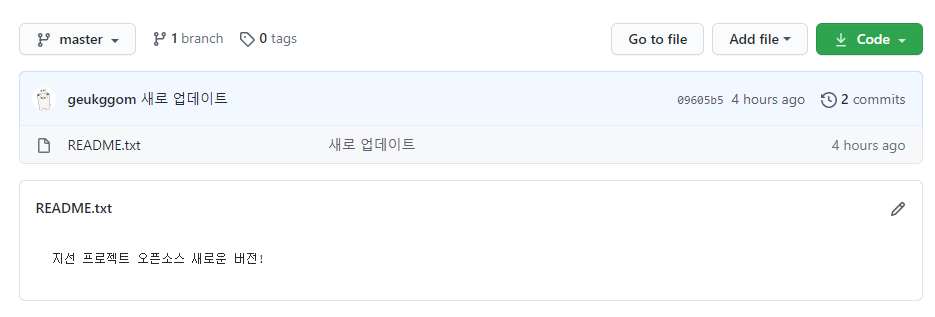 master 1 branch 0 tags Go to file Add file Code
geukggom 새로 업데이트 09605b5 4 hours ago 2 commits
README.txt 새로 업데이트 4 hours ago
README.txt
지선 프로젝트 오픈소스 새로운 버전!